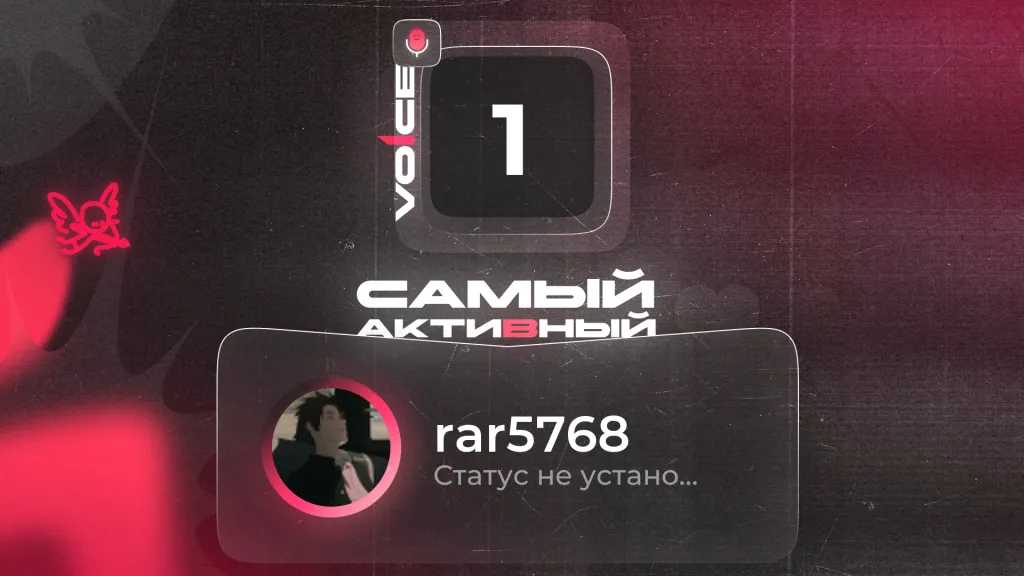 VOICE
1
САМЫЙ
АКТИВНЫЙ
rar5768
Статус не устано...